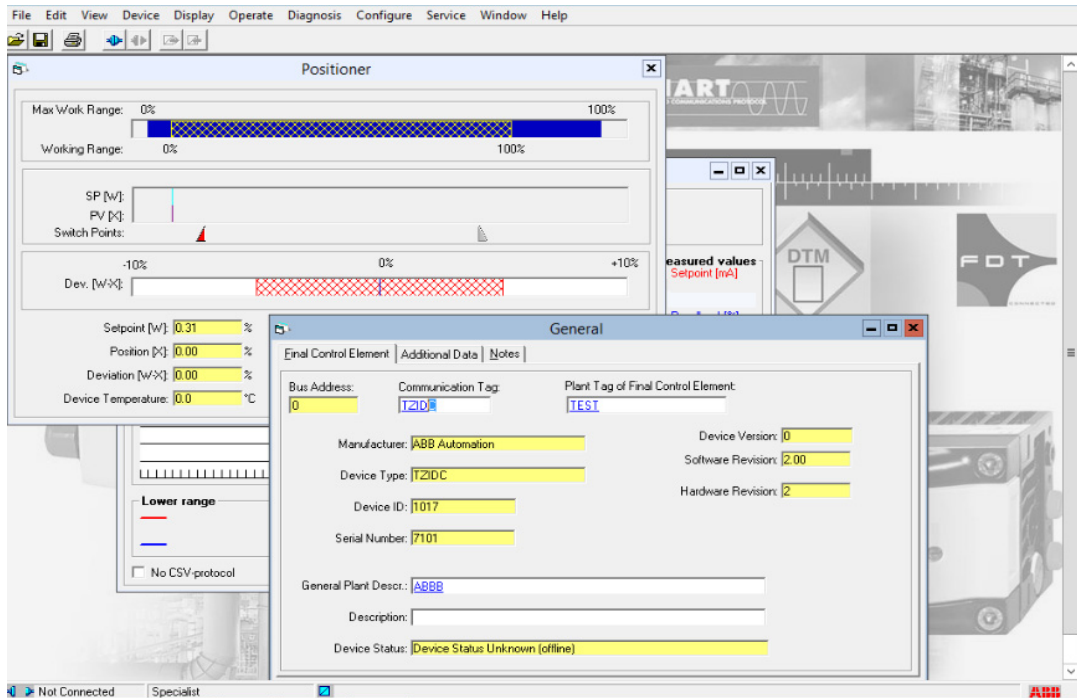 File Edit View Device Display Operate Diagnosis Configure Service Window Help
Positioner
Max Work Range: 0% 100%
Working Range: 0% 100%
SP [W]:
PV [X]:
Switch Points:
-10% 0% +10%
Dev. [W-X]:
Setpoint [W]: 0.31 %
Position [X]: 0.00 %
Deviation [W-X]: 0.00 %
Device Temperature: 0.0 °C
COMMUNICATIONS PROTOCOL
easured values
Setpoint [mA]
DTM
FDT
CONNECTED
General
Final Control Element Additional Data Notes
Bus Address: Communication Tag: Plant Tag of Final Control Element:
0 TZIDC TEST
Manufacturer: ABB Automation
Device Version: 0
Software Revision: 2.00
Device Type: TZIDC
Hardware Revision: 2
Device ID: 1017
Serial Number: 7101
General Plant Descr.: ABBB
Description:
Device Status: Device Status Unknown (offline)
Lower range
No CSV-protocol
Not Connected Specialist
ABB